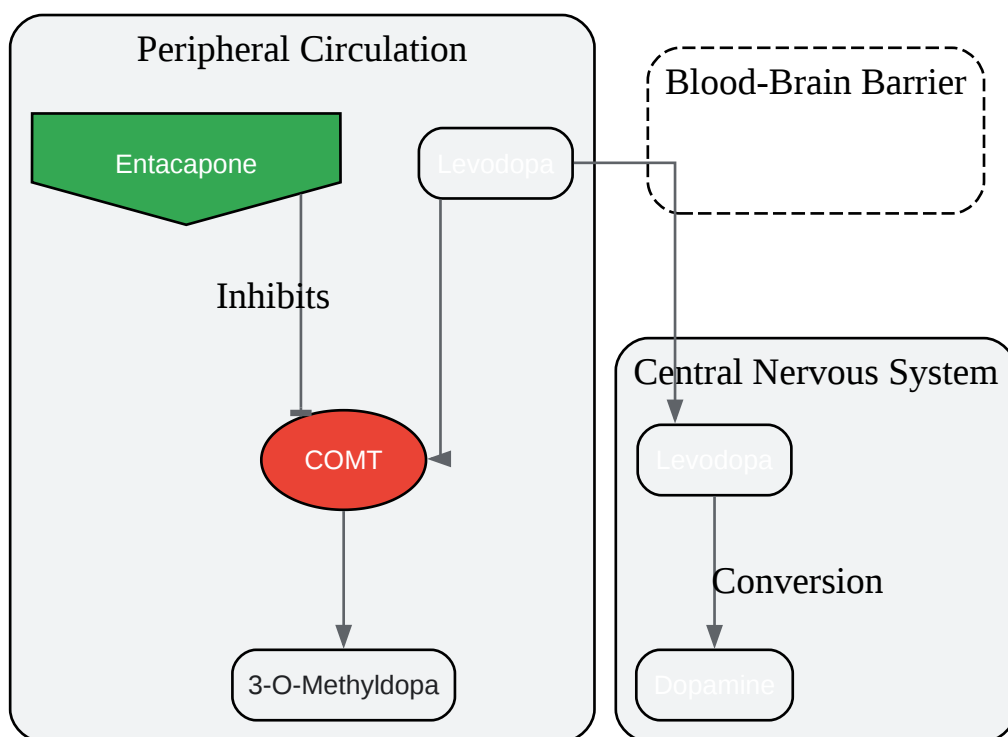 Peripheral Circulation
Blood-Brain Barrier
Entacapone
Levodopa
Inhibits
Central Nervous System
COMT
Levodopa
Conversion
3-O-Methyldopa
Dopamine